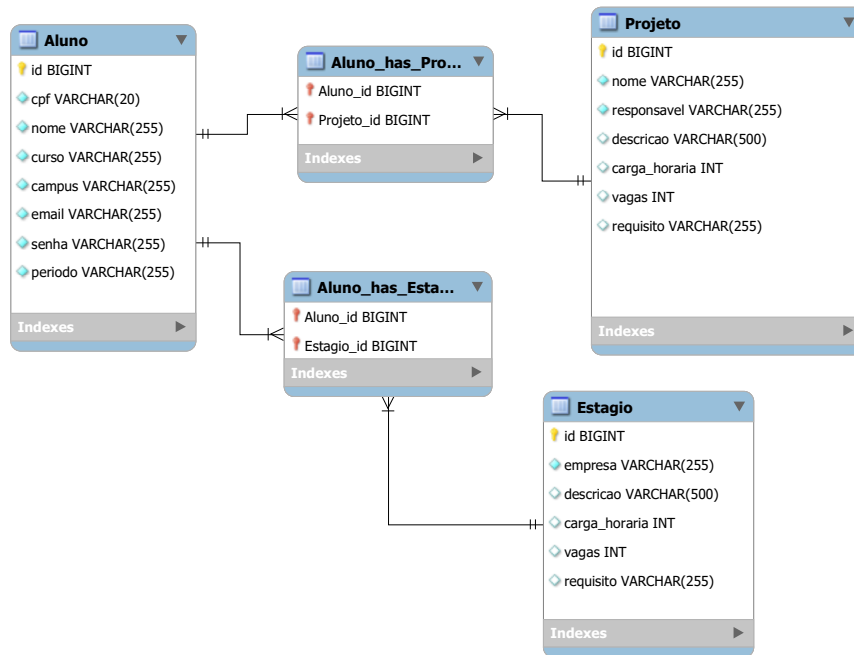 Aluno
id BIGINT
cpf VARCHAR(20)
nome VARCHAR(255)
curso VARCHAR(255)
campus VARCHAR(255)
email VARCHAR(255)
senha VARCHAR(255)
periodo VARCHAR(255)
Indexes
Aluno_has_Pro...
Aluno_id BIGINT
Projeto_id BIGINT
Indexes
Projeto
id BIGINT
nome VARCHAR(255)
responsavel VARCHAR(255)
descricao VARCHAR(500)
carga_horaria INT
vagas INT
requisito VARCHAR(255)
Indexes
Aluno_has_Esta...
Aluno_id BIGINT
Estagio_id BIGINT
Indexes
Estagio
id BIGINT
empresa VARCHAR(255)
descricao VARCHAR(500)
carga_horaria INT
vagas INT
requisito VARCHAR(255)
Indexes